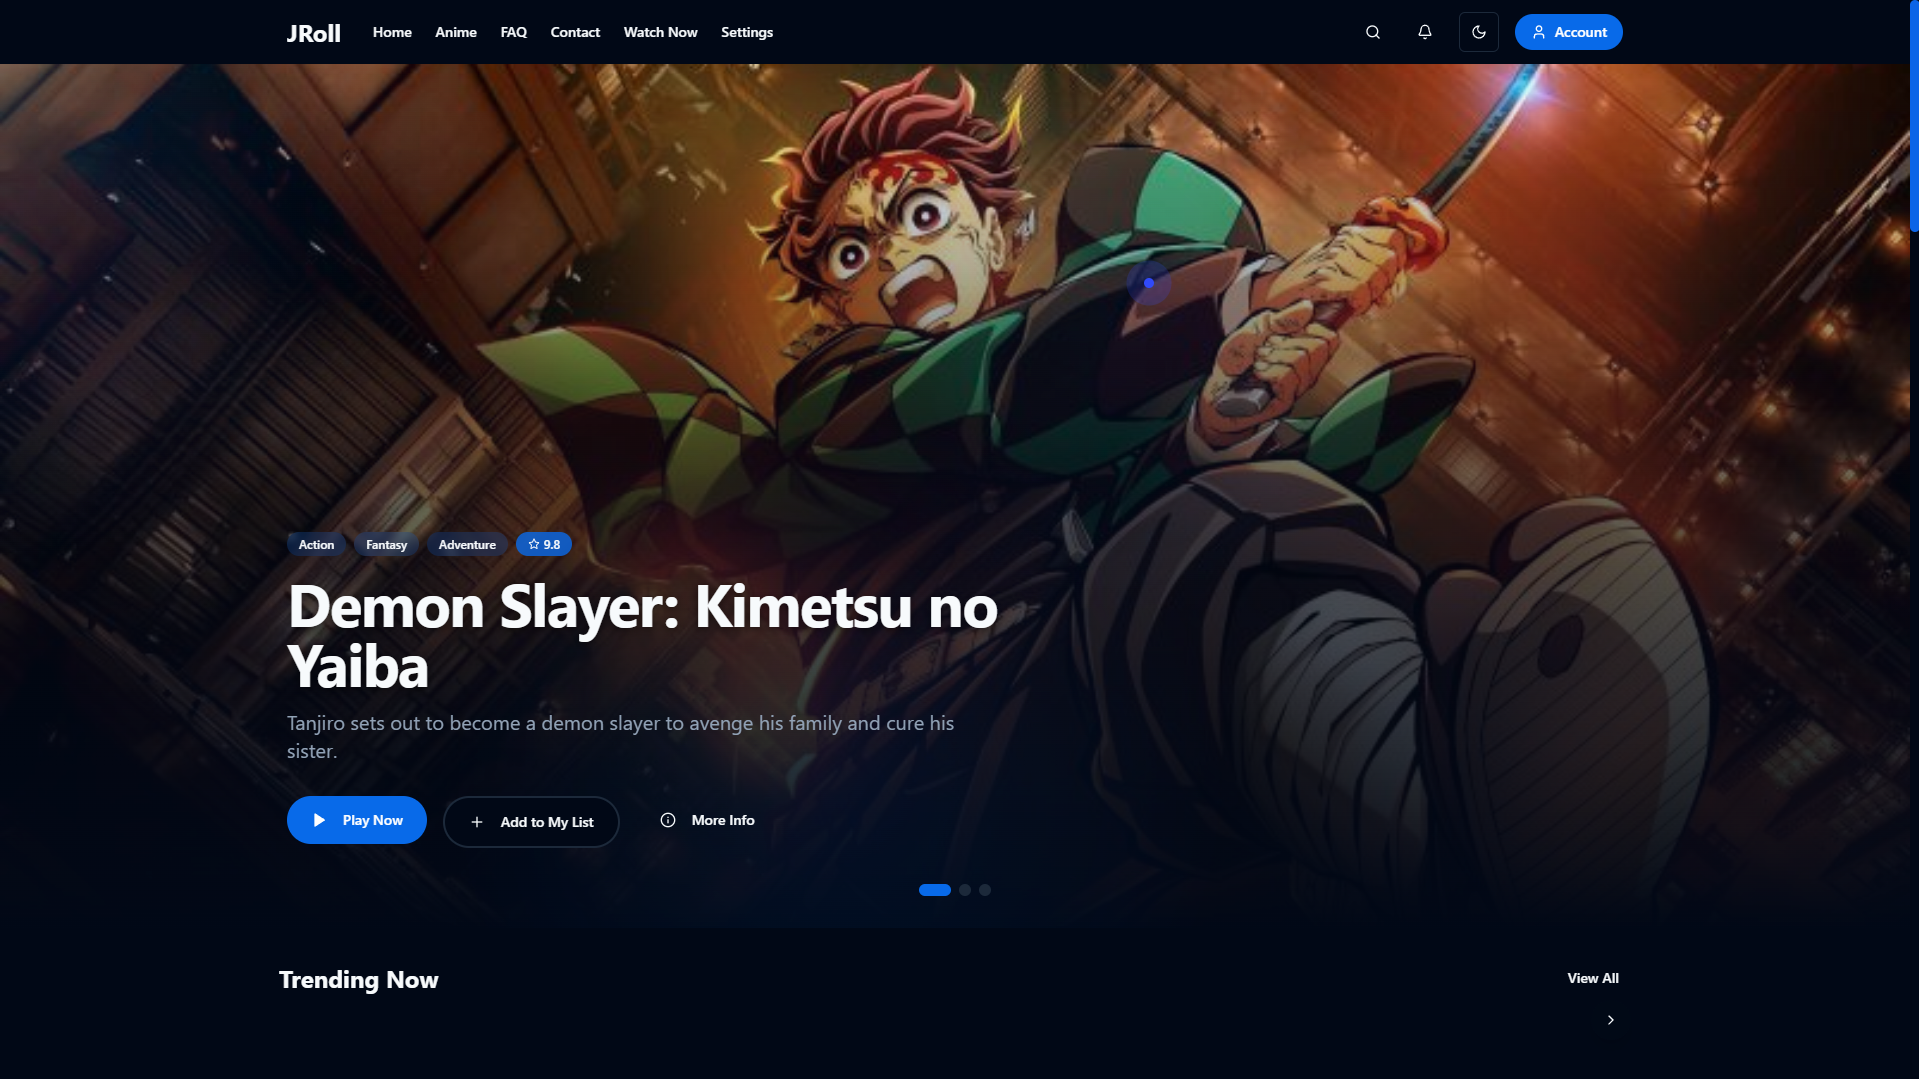 JRoll
Home
Anime
FAQ
Contact
Watch Now
Settings
Account
Action
Fantasy
Adventure
9.8
Demon Slayer: Kimetsu no
Yaiba
Tanjiro sets out to become a demon slayer to avenge his family and cure his
sister.
Play Now
Add to My List
More Info
Trending Now
View All